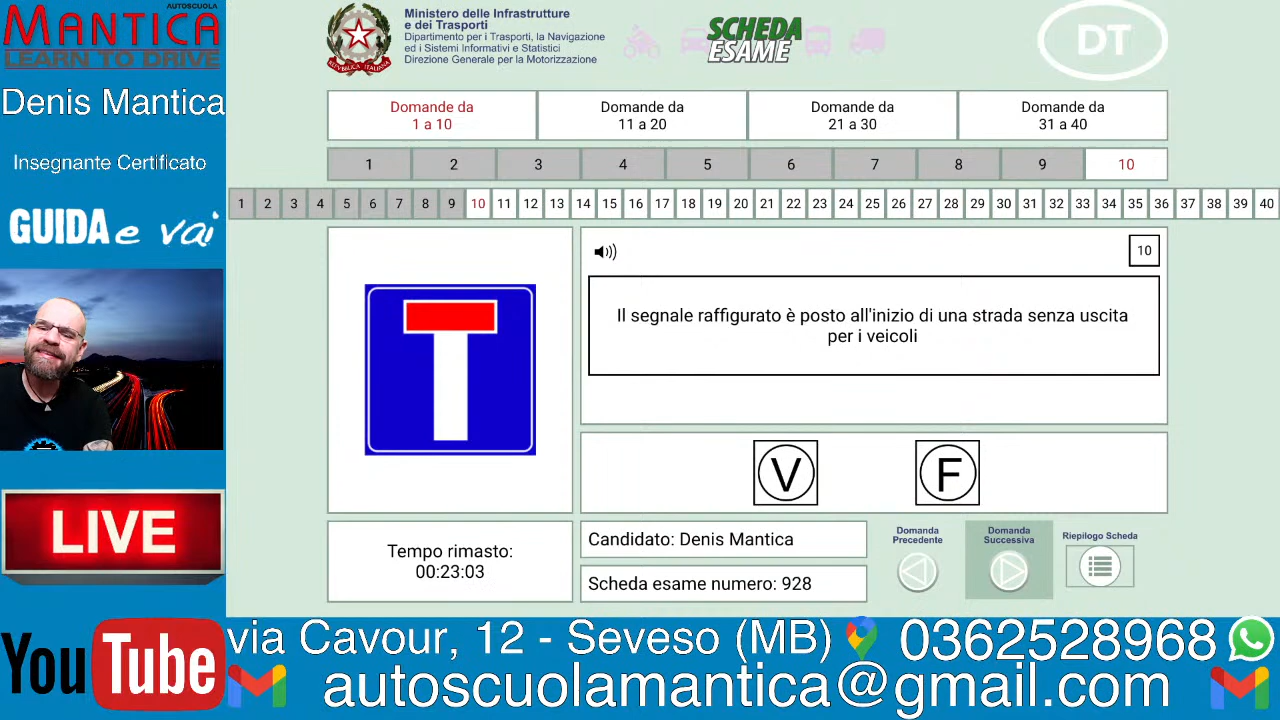 AUTOSCUOLA
MANTICA
LEARN TO DRIVE
Denis Mantica
Insegnante Certificato
GUIDA e vai
LIVE
YouTube
REPVBBLICA ITALIANA
Ministero delle Infrastrutture
e dei Trasporti
Dipartimento per i Trasporti, la Navigazione
ed i Sistemi Informativi e Statistici
Direzione Generale per la Motorizzazione
SCHEDA
ESAME
DT
Domande da
1 a 10
Domande da
11 a 20
Domande da
21 a 30
Domande da
31 a 40
1 2 3 4 5 6 7 8 9 10
1 2 3 4 5 6 7 8 9 10 11 12 13 14 15 16 17 18 19 20 21 22 23 24 25 26 27 28 29 30 31 32 33 34 35 36 37 38 39 40
10
Il segnale raffigurato è posto all'inizio di una strada senza uscita
per i veicoli
V F
Tempo rimasto:
00:23:03
Candidato: Denis Mantica
Scheda esame numero: 928
Domanda
Precedente
Domanda
Successiva
Riepilogo Scheda
via Cavour, 12 - Seveso (MB) 0362528968
autoscuolamantica@gmail.com